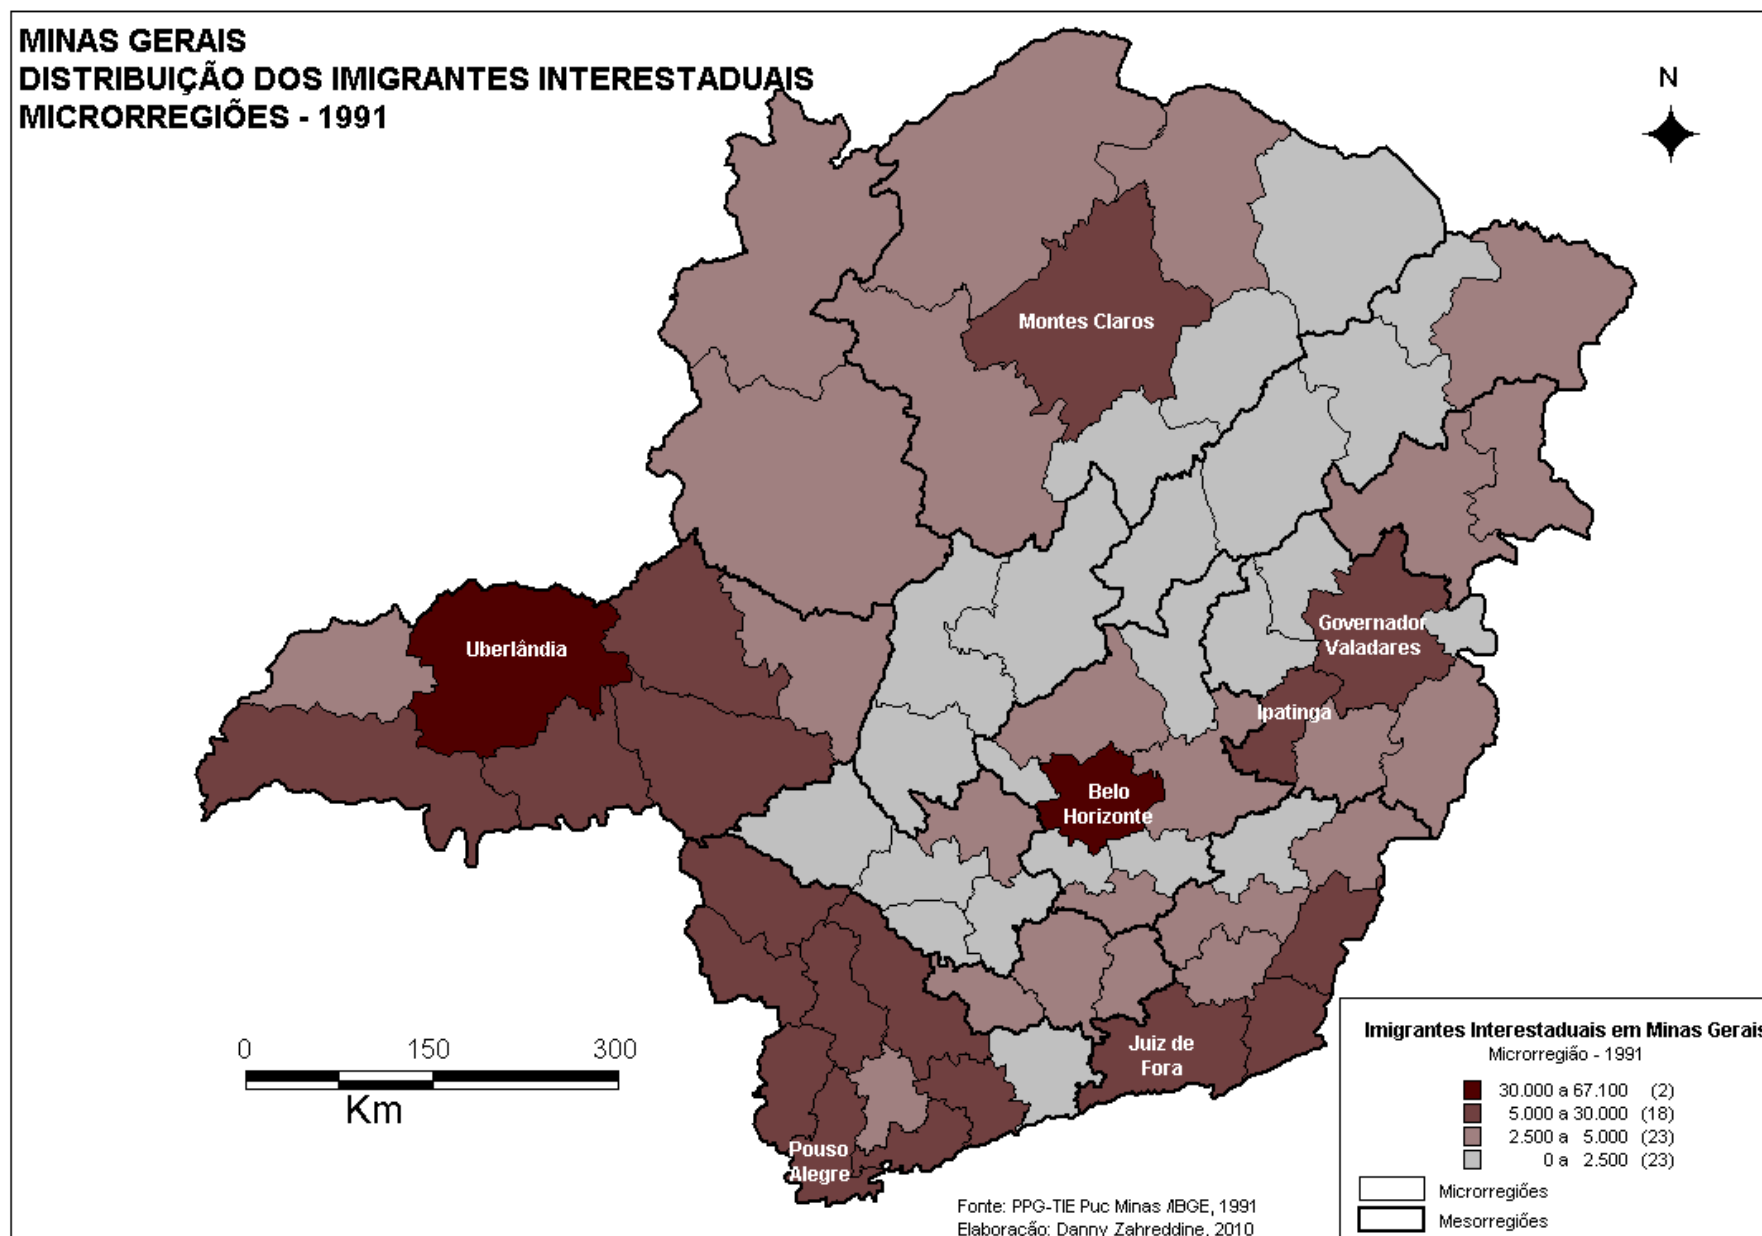 MINAS GERAIS
DISTRIBUIÇÃO DOS IMIGRANTES INTERESTADUAIS
MICRORREGIÕES - 1991
N
Montes Claros
Uberlândia
Governador
Valadares
Ipatinga
Belo
Horizonte
Juiz de
Fora
Pouso
Alegre
0 150 300
Km
Imigrantes Interestaduais em Minas Gerais
Microrregião - 1991
30.000 a 67.100 (2)
5.000 a 30.000 (18)
2.500 a 5.000 (23)
0 a 2.500 (23)
Microrregiões
Mesorregiões
Fonte: PPG-TIE Puc Minas /IBGE, 1991
Elaboração: Danny Zahreddine, 2010